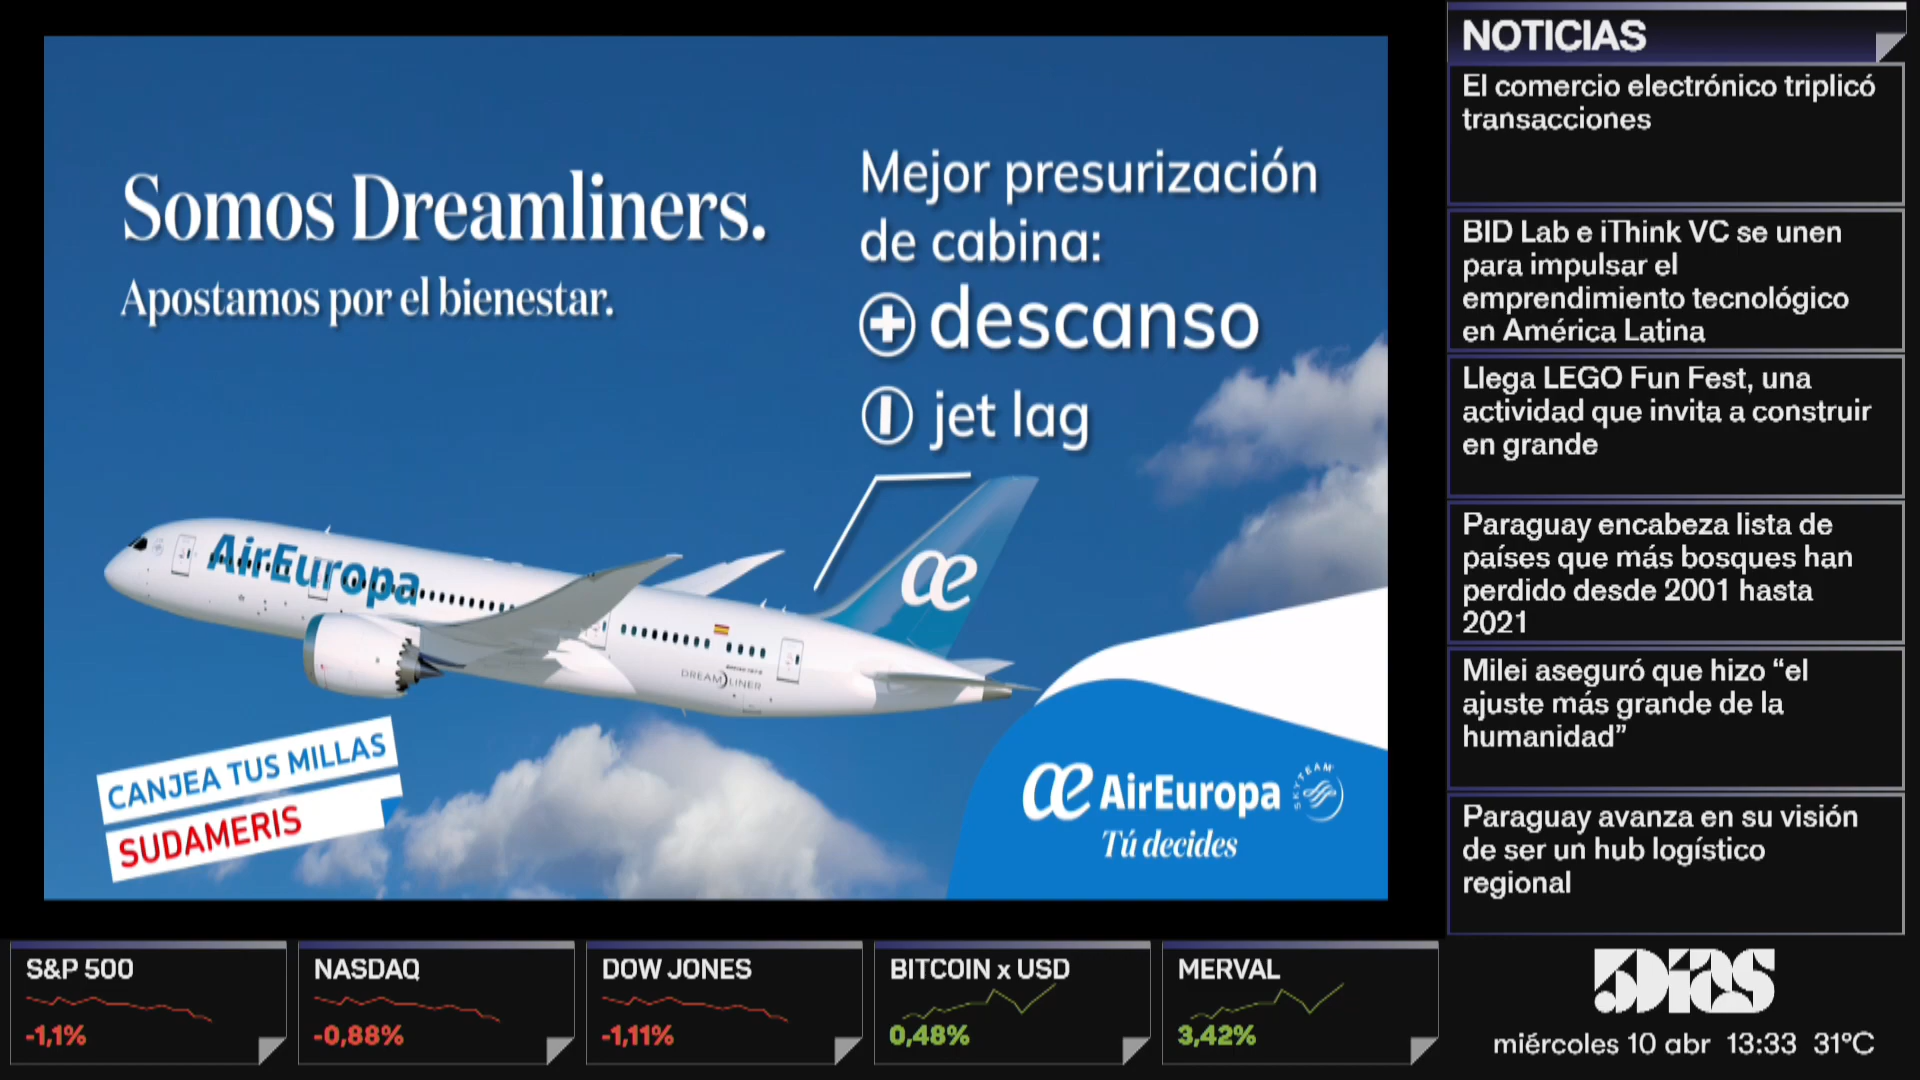 Somos Dreamliners.
Apostamos por el bienestar.
Mejor presurización
de cabina:
+ descanso
jet lag
AirEuropa
æ
DREAMLINER
CANJEA TUS MILLAS
SUDAMERIS
æ AirEuropa
SKYTEAM
Tú decides
NOTICIAS
El comercio electrónico triplicó
transacciones
BID Lab e iThink VC se unen
para impulsar el
emprendimiento tecnológico
en América Latina
Llega LEGO Fun Fest, una
actividad que invita a construir
en grande
Paraguay encabeza lista de
países que más bosques han
perdido desde 2001 hasta
2021
Milei aseguró que hizo “el
ajuste más grande de la
humanidad”
Paraguay avanza en su visión
de ser un hub logístico
regional
S&P 500
-1,1%
NASDAQ
-0,88%
DOW JONES
-1,11%
BITCOIN x USD
0,48%
MERVAL
3,42%
5DIAS
miércoles 10 abr 13:33 31°C